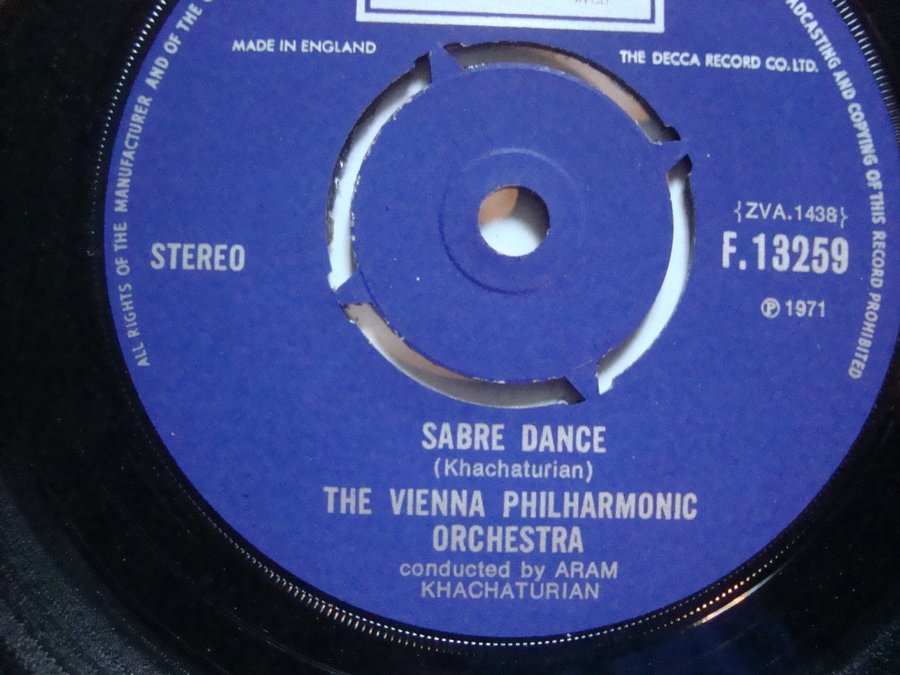 MADE IN ENGLAND
THE DECCA RECORD CO. LTD.
ALL RIGHTS OF THE MANUFACTURER AND OF THE
BROADCASTING AND COPYING OF THIS RECORD PROHIBITED
STEREO
{ZVA.1438}
F.13259
Ⓟ 1971
SABRE DANCE
(Khachaturian)
THE VIENNA PHILHARMONIC
ORCHESTRA
conducted by ARAM
KHACHATURIAN